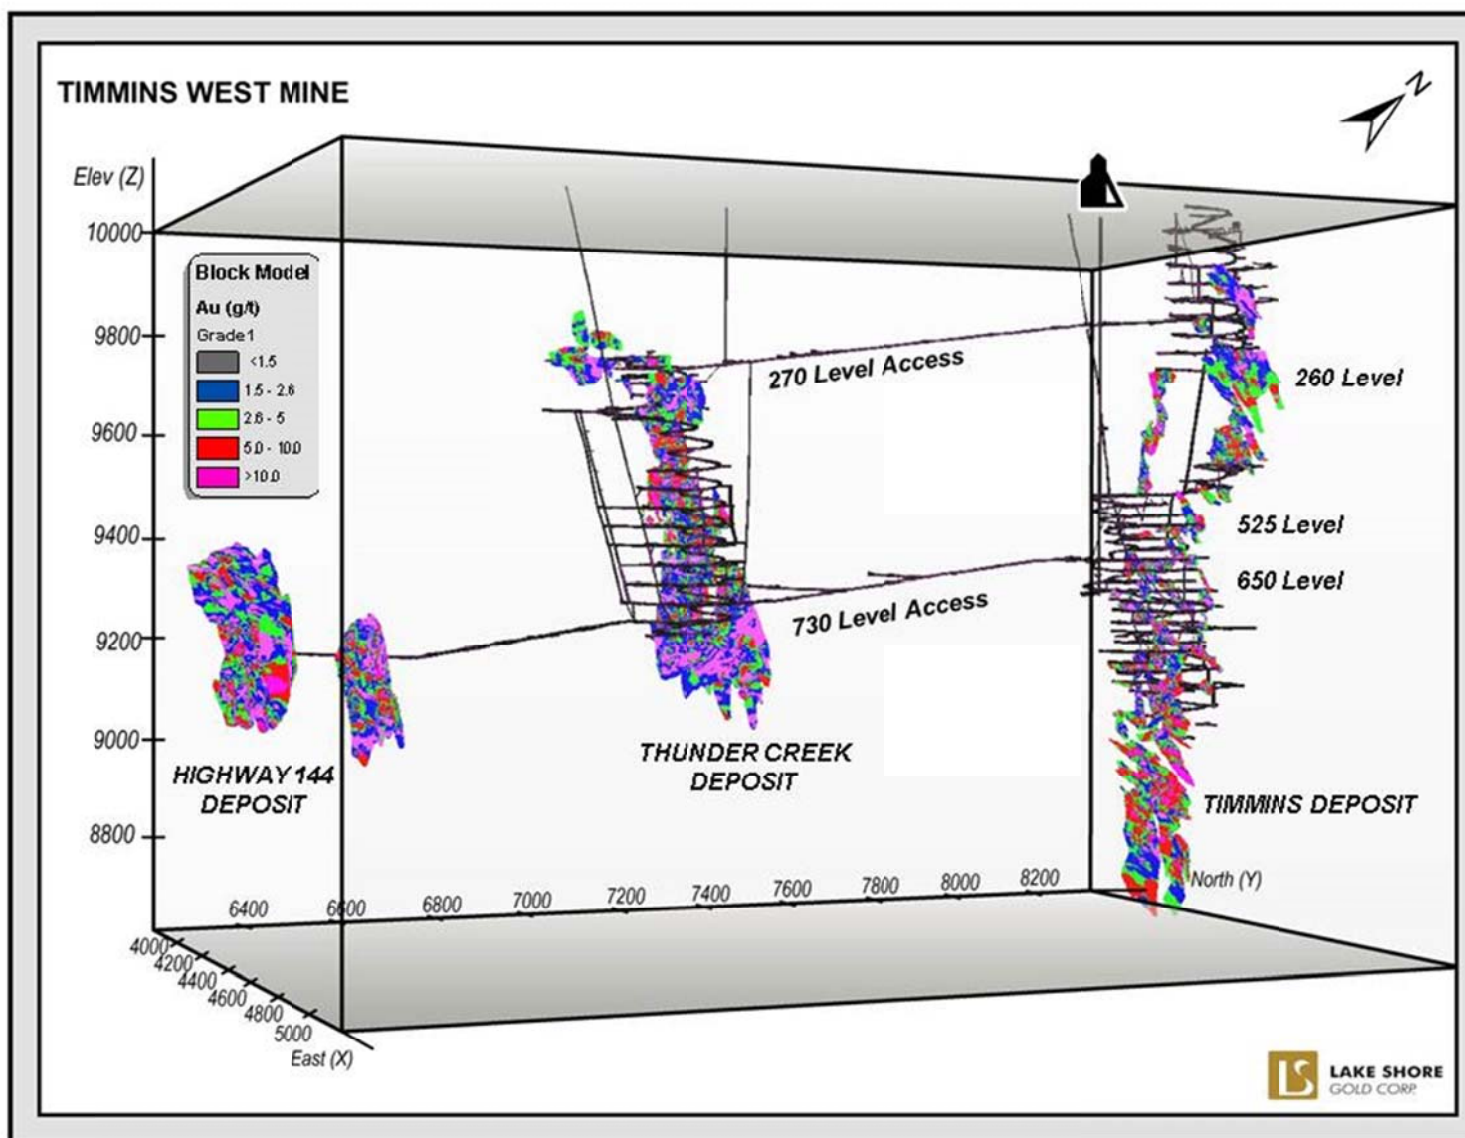 TIMMINS WEST MINE
N
Elev (Z)
10000
9800
9600
9400
9200
9000
8800
Block Model
Au (g/t)
Grade1
<1.5
1.5 - 2.6
2.6 - 5
5.0 - 10.0
>10.0
270 Level Access
260 Level
525 Level
650 Level
730 Level Access
HIGHWAY 144
DEPOSIT
THUNDER CREEK
DEPOSIT
TIMMINS DEPOSIT
North (Y)
6400 6600 6800 7000 7200 7400 7600 7800 8000 8200
4000
4200
4400
4600
4800
5000
East (X)
LS
LAKE SHORE
GOLD CORP.